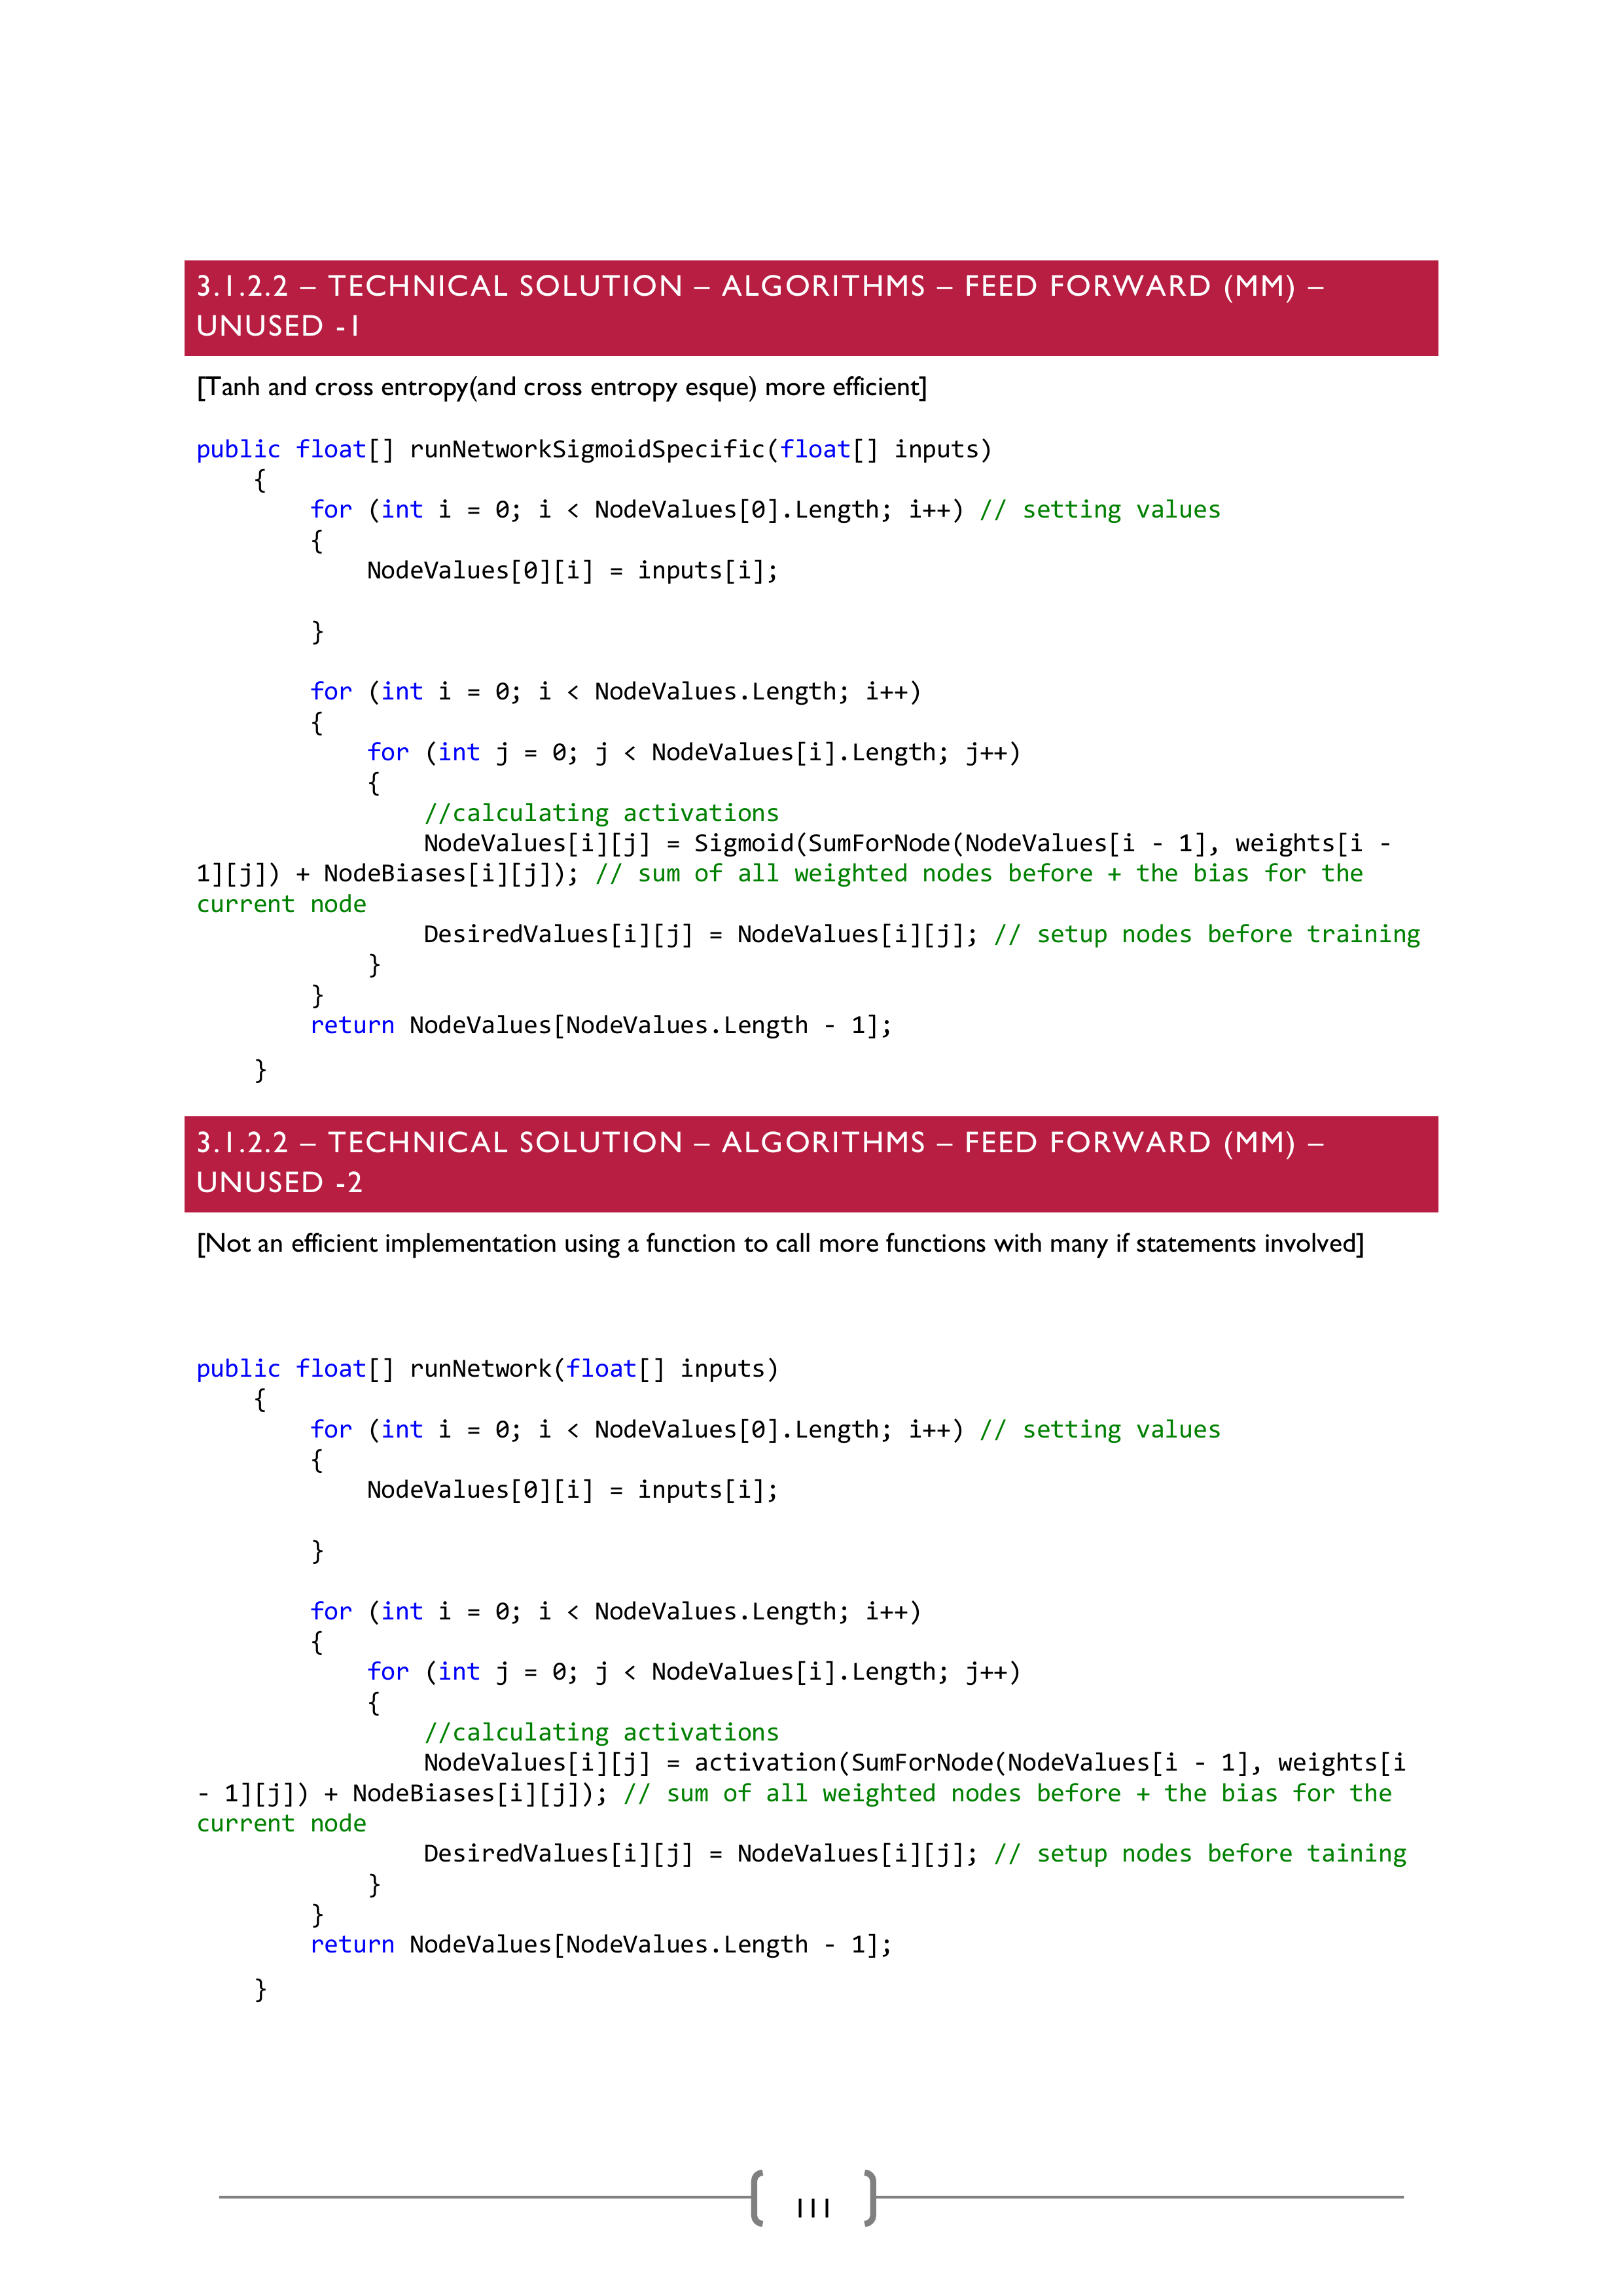 3.1.2.2 – TECHNICAL SOLUTION – ALGORITHMS – FEED FORWARD (MM) –
UNUSED -1
[Tanh and cross entropy(and cross entropy esque) more efficient]
public float[] runNetworkSigmoidSpecific(float[] inputs)
    {
        for (int i = 0; i < NodeValues[0].Length; i++) // setting values
        {
            NodeValues[0][i] = inputs[i];
        }
        for (int i = 0; i < NodeValues.Length; i++)
        {
            for (int j = 0; j < NodeValues[i].Length; j++)
            {
                //calculating activations
                NodeValues[i][j] = Sigmoid(SumForNode(NodeValues[i - 1], weights[i -
1][j]) + NodeBiases[i][j]); // sum of all weighted nodes before + the bias for the
current node
                DesiredValues[i][j] = NodeValues[i][j]; // setup nodes before training
            }
        }
        return NodeValues[NodeValues.Length - 1];
    }
3.1.2.2 – TECHNICAL SOLUTION – ALGORITHMS – FEED FORWARD (MM) –
UNUSED -2
[Not an efficient implementation using a function to call more functions with many if statements involved]
public float[] runNetwork(float[] inputs)
    {
        for (int i = 0; i < NodeValues[0].Length; i++) // setting values
        {
            NodeValues[0][i] = inputs[i];
        }
        for (int i = 0; i < NodeValues.Length; i++)
        {
            for (int j = 0; j < NodeValues[i].Length; j++)
            {
                //calculating activations
                NodeValues[i][j] = activation(SumForNode(NodeValues[i - 1], weights[i
- 1][j]) + NodeBiases[i][j]); // sum of all weighted nodes before + the bias for the
current node
                DesiredValues[i][j] = NodeValues[i][j]; // setup nodes before taining
            }
        }
        return NodeValues[NodeValues.Length - 1];
    }
111